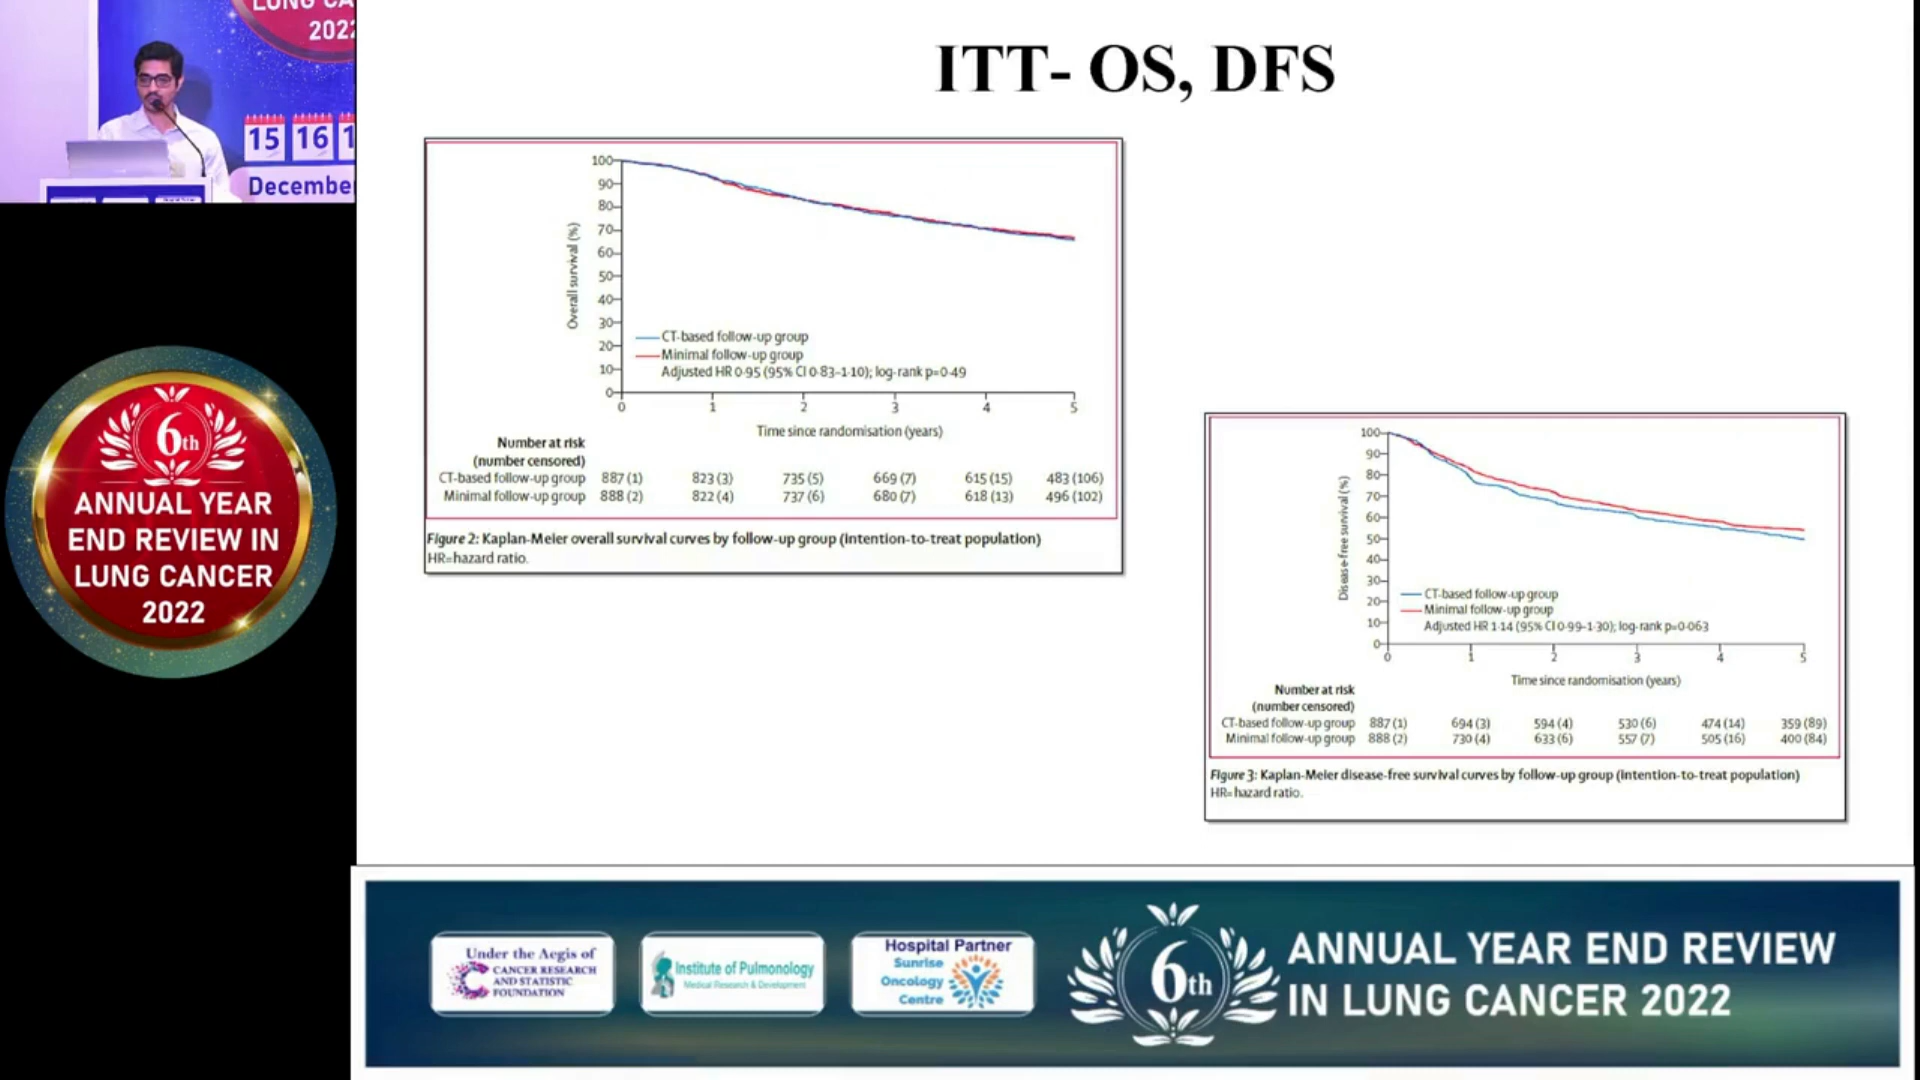 LUNG CA
2022
15 16 1
December
6th
ANNUAL YEAR
END REVIEW IN
LUNG CANCER
2022
ITT- OS, DFS
100
90
80
70
60
50
40
30
20
10
0
Overall survival (%)
CT-based follow-up group
Minimal follow-up group
Adjusted HR 0·95 (95% CI 0·83–1·10); log-rank p=0·49
0 1 2 3 4 5
Time since randomisation (years)
Number at risk
(number censored)
CT-based follow-up group 887 (1) 823 (3) 735 (5) 669 (7) 615 (15) 483 (106)
Minimal follow-up group 888 (2) 822 (4) 737 (6) 680 (7) 618 (13) 496 (102)
Figure 2: Kaplan-Meier overall survival curves by follow-up group (intention-to-treat population)
HR=hazard ratio.
100
90
80
70
60
50
40
30
20
10
0
Disease-free survival (%)
CT-based follow-up group
Minimal follow-up group
Adjusted HR 1·14 (95% CI 0·99–1·30); log-rank p=0·063
0 1 2 3 4 5
Time since randomisation (years)
Number at risk
(number censored)
CT-based follow-up group 887 (1) 694 (3) 594 (4) 530 (6) 474 (14) 359 (89)
Minimal follow-up group 888 (2) 730 (4) 633 (6) 557 (7) 505 (16) 400 (84)
Figure 3: Kaplan-Meier disease-free survival curves by follow-up group (intention-to-treat population)
HR=hazard ratio.
Under the Aegis of
CANCER RESEARCH
AND STATISTIC
FOUNDATION
Institute of Pulmonology
Medical Research & Development
Hospital Partner
Sunrise
Oncology
Centre
6th
ANNUAL YEAR END REVIEW
IN LUNG CANCER 2022